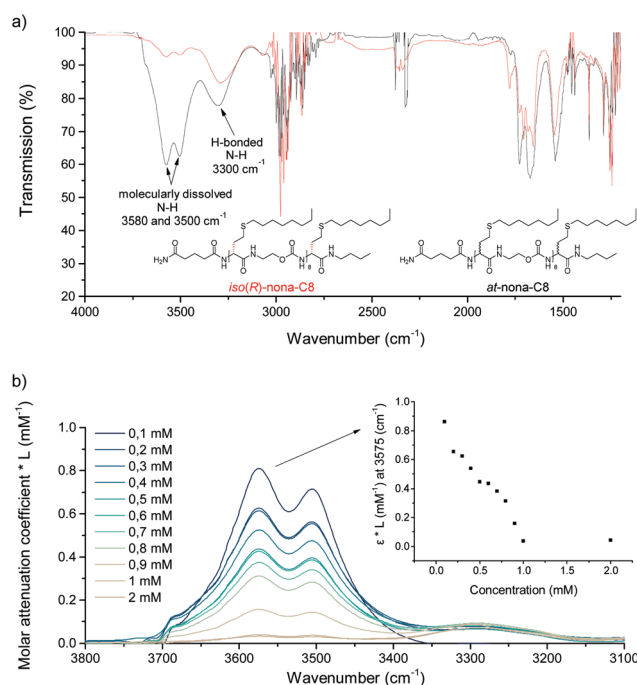 a)
100
90
80
70
60
50
40
30
20
Transmission (%)
H-bonded
N-H
3300 cm⁻¹
molecularly dissolved
N-H
3580 and 3500 cm⁻¹
H₂N
O
O
N
H
S
O
H
N
O
O
N
H
8
S
O
H
N
iso(R)-nona-C8
H₂N
O
O
N
H
S
O
H
N
O
O
N
H
8
S
O
H
N
at-nona-C8
4000 3500 3000 2500 2000 1500
Wavenumber (cm⁻¹)
b)
Molar attenuation coefficient * L (mM⁻¹)
1.0
0.8
0.6
0.4
0.2
0.0
0,1 mM
0,2 mM
0,3 mM
0,4 mM
0,5 mM
0,6 mM
0,7 mM
0,8 mM
0,9 mM
1 mM
2 mM
ε * L (mM⁻¹) at 3575 (cm⁻¹)
1.0
0.8
0.6
0.4
0.2
0.0
0.0 0.5 1.0 1.5 2.0
Concentration (mM)
3800 3700 3600 3500 3400 3300 3200 3100
Wavenumber (cm⁻¹)